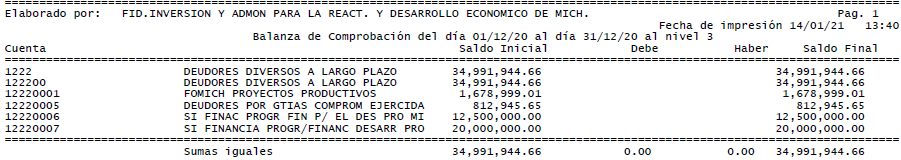 Elaborado por: FID.INVERSION Y ADMON PARA LA REACT. Y DESARROLLO ECONOMICO DE MICH. Pag. 1
Fecha de impresión 14/01/21 13:40
Balanza de Comprobación del día 01/12/20 al día 31/12/20 al nivel 3
Cuenta Saldo Inicial Debe Haber Saldo Final
1222 DEUDORES DIVERSOS A LARGO PLAZO 34,991,944.66 34,991,944.66
122200 DEUDORES DIVERSOS A LARGO PLAZO 34,991,944.66 34,991,944.66
12220001 FOMICH PROYECTOS PRODUCTIVOS 1,678,999.01 1,678,999.01
12220005 DEUDORES POR GTIAS COMPROM EJERCIDA 812,945.65 812,945.65
12220006 SI FINAC PROGR FIN P/ EL DES PRO MI 12,500,000.00 12,500,000.00
12220007 SI FINANCIA PROGR/FINANC DESARR PRO 20,000,000.00 20,000,000.00
Sumas iguales 34,991,944.66 0.00 0.00 34,991,944.66